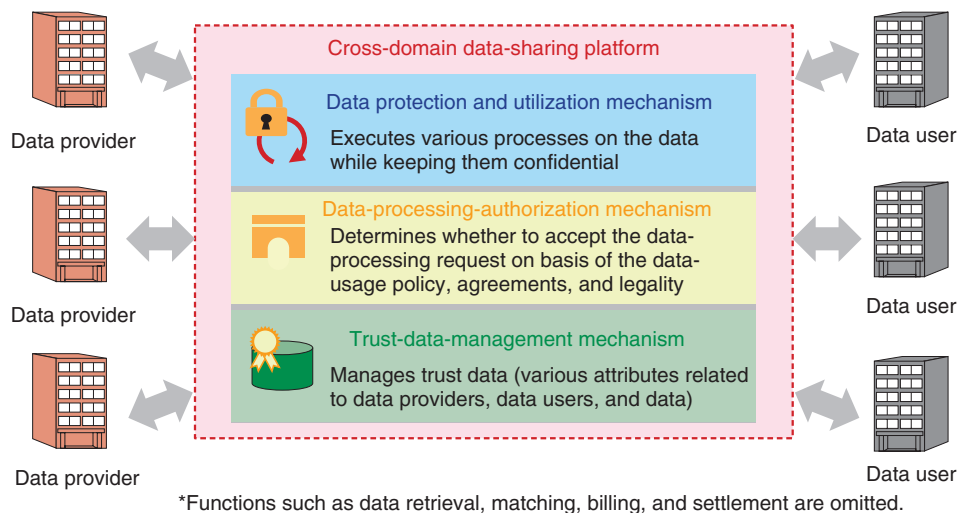 Cross-domain data-sharing platform
Data protection and utilization mechanism
Executes various processes on the data
while keeping them confidential
Data provider
Data user
Data-processing-authorization mechanism
Determines whether to accept the data-
processing request on basis of the data-
usage policy, agreements, and legality
Data provider
Data user
Trust-data-management mechanism
Manages trust data (various attributes related
to data providers, data users, and data)
Data provider
Data user
*Functions such as data retrieval, matching, billing, and settlement are omitted.